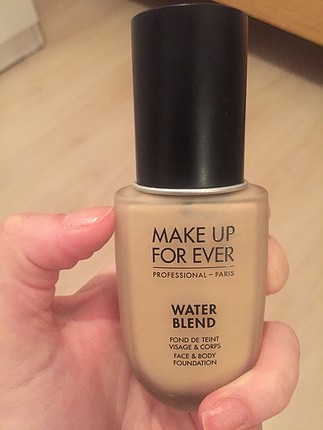 MAKE UP
FOR EVER
PROFESSIONAL – PARIS
WATER
BLEND
FOND DE TEINT
VISAGE & CORPS
FACE & BODY
FOUNDATION